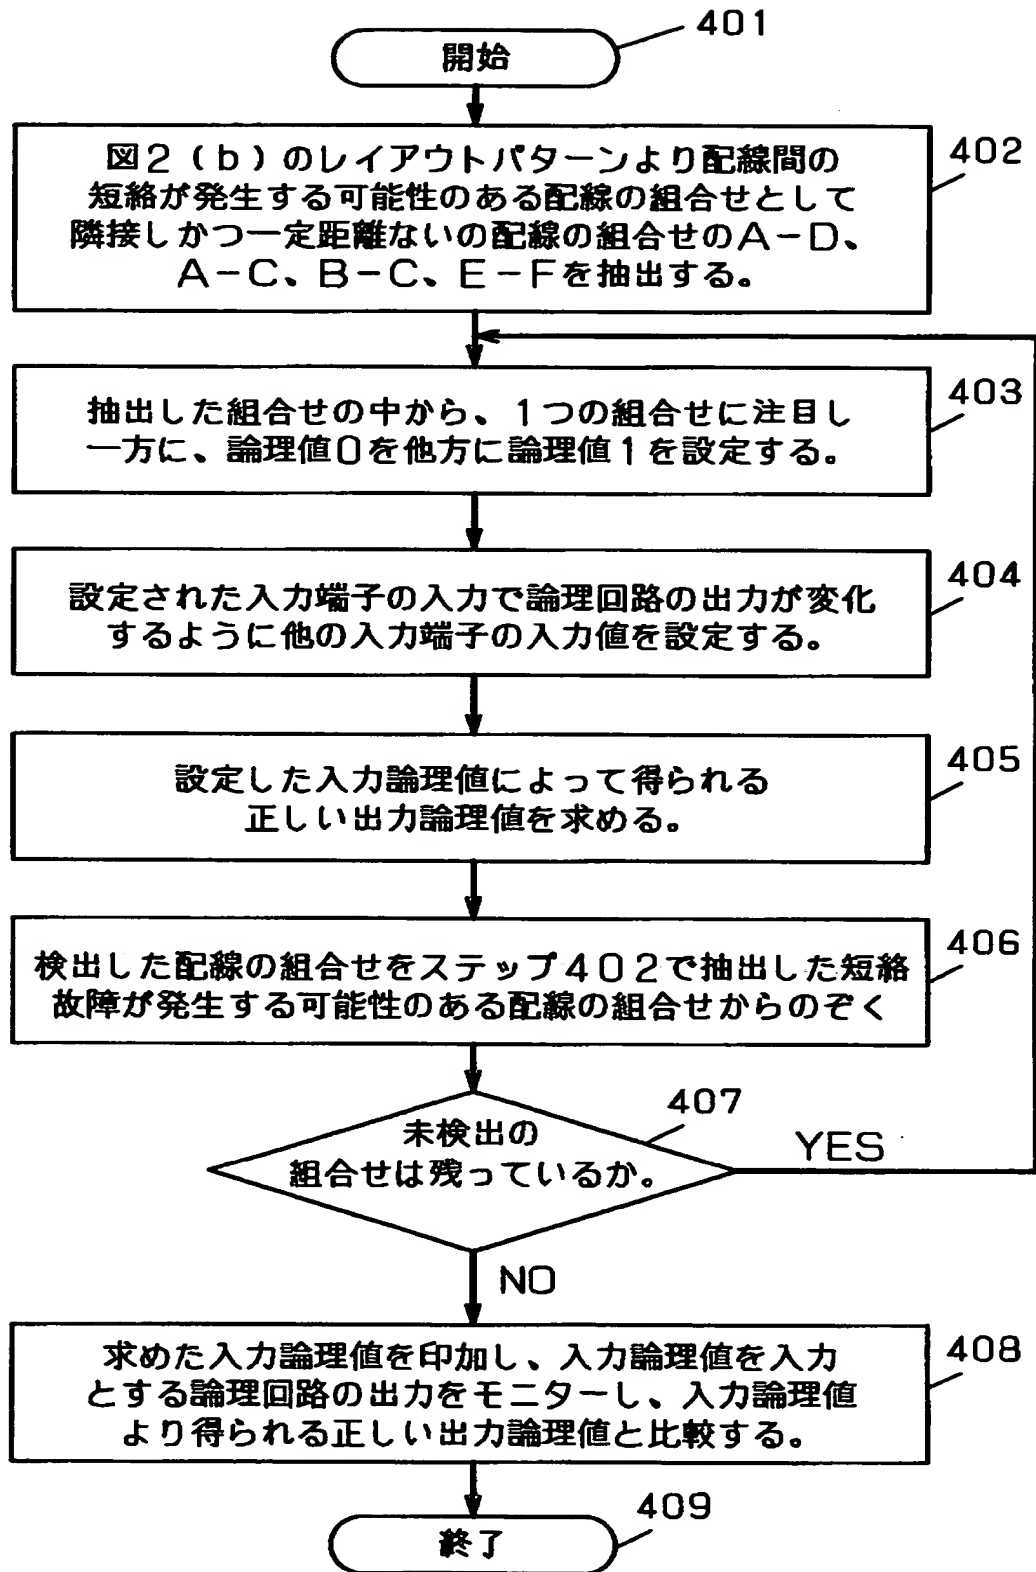 401
開始
402
図2(b)のレイアウトパターンより配線間の
短絡が発生する可能性のある配線の組合せとして
隣接しかつ一定距離ないの配線の組合せのA-D、
A-C、B-C、E-Fを抽出する。
403
抽出した組合せの中から、1つの組合せに注目し
一方に、論理値0を他方に論理値1を設定する。
404
設定された入力端子の入力で論理回路の出力が変化
するように他の入力端子の入力値を設定する。
405
設定した入力論理値によって得られる
正しい出力論理値を求める。
406
検出した配線の組合せをステップ402で抽出した短絡
故障が発生する可能性のある配線の組合せからのぞく
407
未検出の
組合せは残っているか。
YES
NO
408
求めた入力論理値を印加し、入力論理値を入力
とする論理回路の出力をモニターし、入力論理値
より得られる正しい出力論理値と比較する。
409
終了